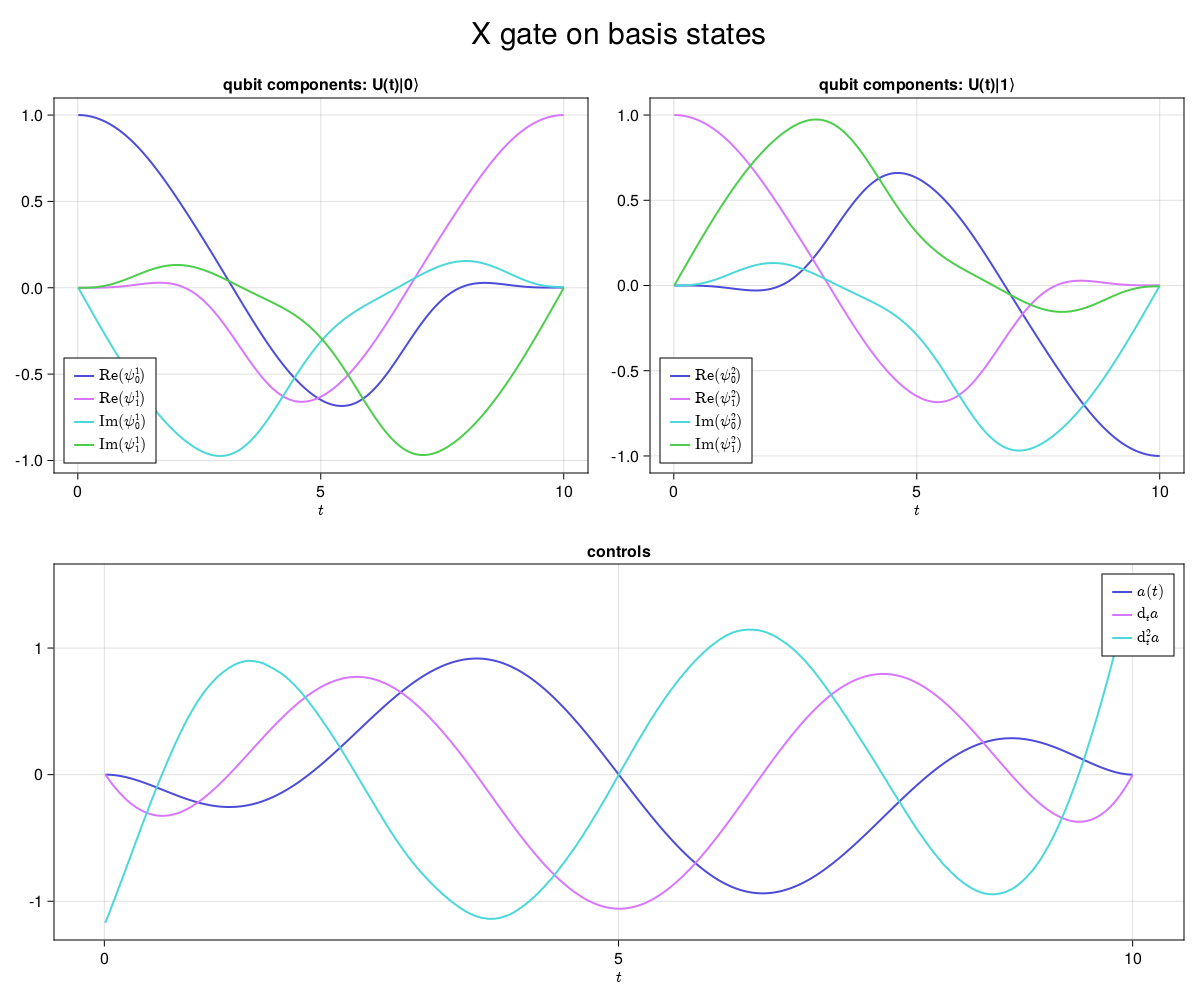 X gate on basis states
qubit components: U(t)|0⟩
1.0
0.5
0.0
-0.5
-1.0
Re(ψ₀¹)
Re(ψ₁¹)
Im(ψ₀¹)
Im(ψ₁¹)
0 5 10
t
qubit components: U(t)|1⟩
1.0
0.5
0.0
-0.5
-1.0
Re(ψ₀²)
Re(ψ₁²)
Im(ψ₀²)
Im(ψ₁²)
0 5 10
t
controls
1
0
-1
a(t)
dₜa
dₜ²a
0 5 10
t